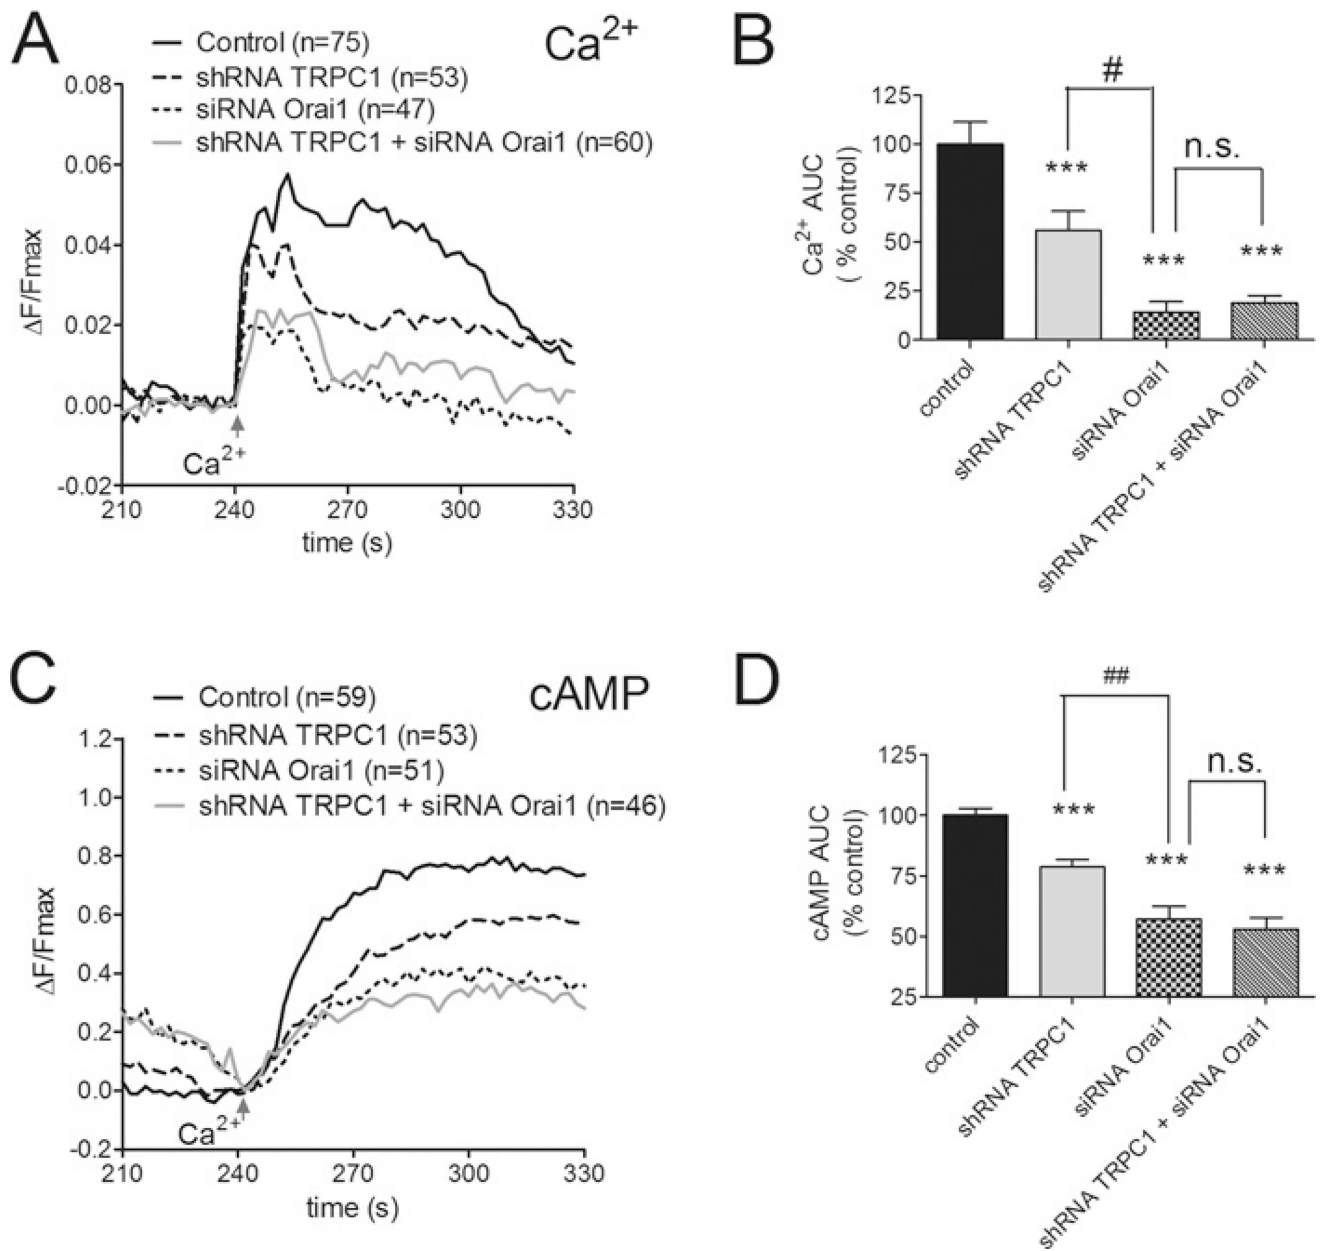 A
Ca2+
Control (n=75)
shRNA TRPC1 (n=53)
siRNA Orai1 (n=47)
shRNA TRPC1 + siRNA Orai1 (n=60)
0.08
0.06
0.04
0.02
0.00
-0.02
ΔF/Fmax
Ca2+
210
240
270
300
330
time (s)
B
#
n.s.
***
***
***
125
100
75
50
25
0
Ca2+ AUC
( % control)
control
shRNA TRPC1
siRNA Orai1
shRNA TRPC1 + siRNA Orai1
C
cAMP
Control (n=59)
shRNA TRPC1 (n=53)
siRNA Orai1 (n=51)
shRNA TRPC1 + siRNA Orai1 (n=46)
1.2
1.0
0.8
0.6
0.4
0.2
0.0
-0.2
ΔF/Fmax
Ca2+
210
240
270
300
330
time (s)
D
##
n.s.
***
***
***
125
100
75
50
25
cAMP AUC
(% control)
control
shRNA TRPC1
siRNA Orai1
shRNA TRPC1 + siRNA Orai1